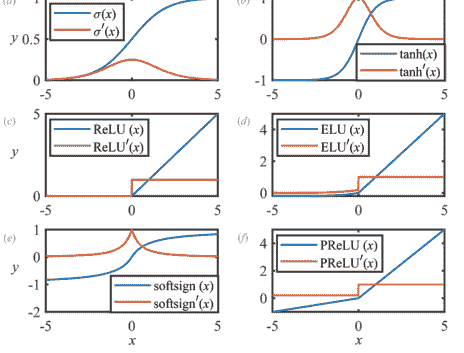 (a)
(b)
1
1
σ(x)
σ′(x)
y 0.5
0
0
-1
tanh(x)
tanh′(x)
-5 0 5
-5 0 5
(c)
(d)
5
ReLU (x)
ReLU′(x)
y
0
-5 0 5
4
2
0
ELU (x)
ELU′(x)
-5 0 5
(e)
(f)
1
y 0
-1
-2
softsign (x)
softsign′(x)
-5 0 5
x
4
2
0
PReLU (x)
PReLU′(x)
-5 0 5
x